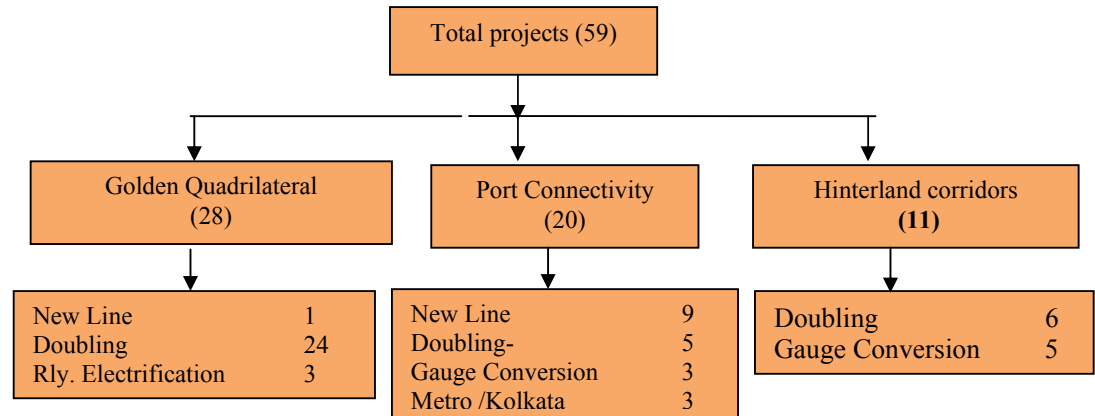 Total projects (59)
Golden Quadrilateral
(28)
Port Connectivity
(20)
Hinterland corridors
(11)
New Line 1
Doubling 24
Rly. Electrification 3
New Line 9
Doubling- 5
Gauge Conversion 3
Metro /Kolkata 3
Doubling 6
Gauge Conversion 5